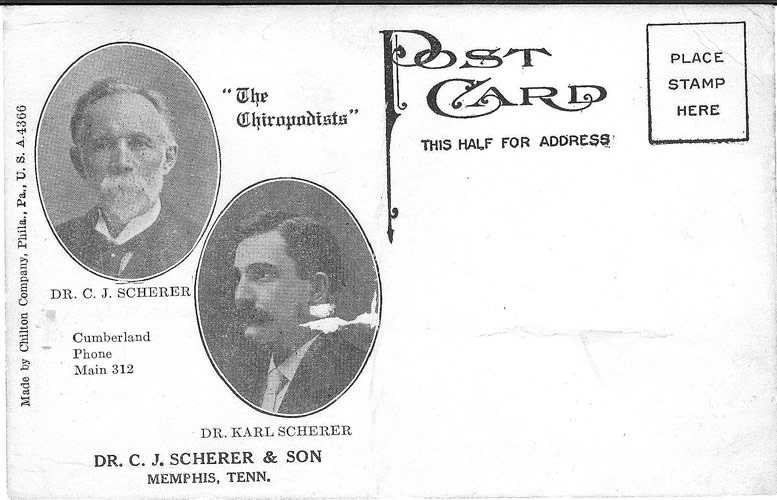 Made by Chilton Company, Phila., Pa., U. S. A. 4366
"The
Chiropodists"
DR. C. J. SCHERER
Cumberland
Phone
Main 312
DR. KARL SCHERER
DR. C. J. SCHERER & SON
MEMPHIS, TENN.
POST
CARD
THIS HALF FOR ADDRESS
PLACE
STAMP
HERE